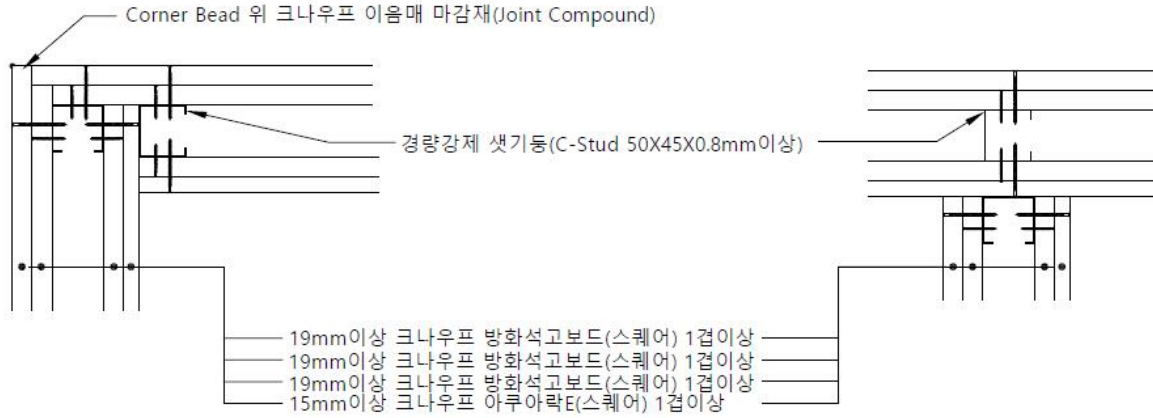 Corner Bead 위 크나우프 이음매 마감재(Joint Compound)
경량강제 샛기둥(C-Stud 50X45X0.8mm이상)
19mm이상 크나우프 방화석고보드(스퀘어) 1겹이상
19mm이상 크나우프 방화석고보드(스퀘어) 1겹이상
19mm이상 크나우프 방화석고보드(스퀘어) 1겹이상
15mm이상 크나우프 아쿠아락E(스퀘어) 1겹이상